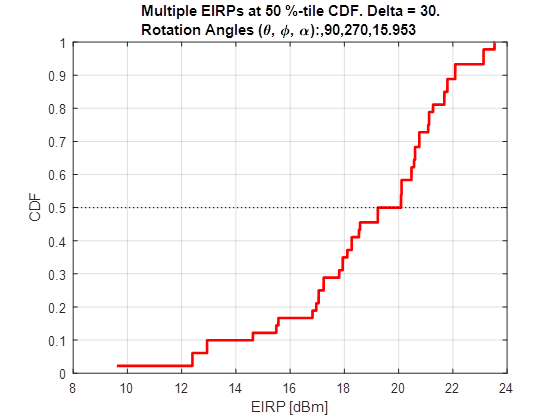 Multiple EIRPs at 50 %-tile CDF. Delta = 30.
Rotation Angles (θ, ϕ, α):,90,270,15.953
1
0.9
0.8
0.7
0.6
0.5
0.4
0.3
0.2
0.1
0
CDF
8 10 12 14 16 18 20 22 24
EIRP [dBm]